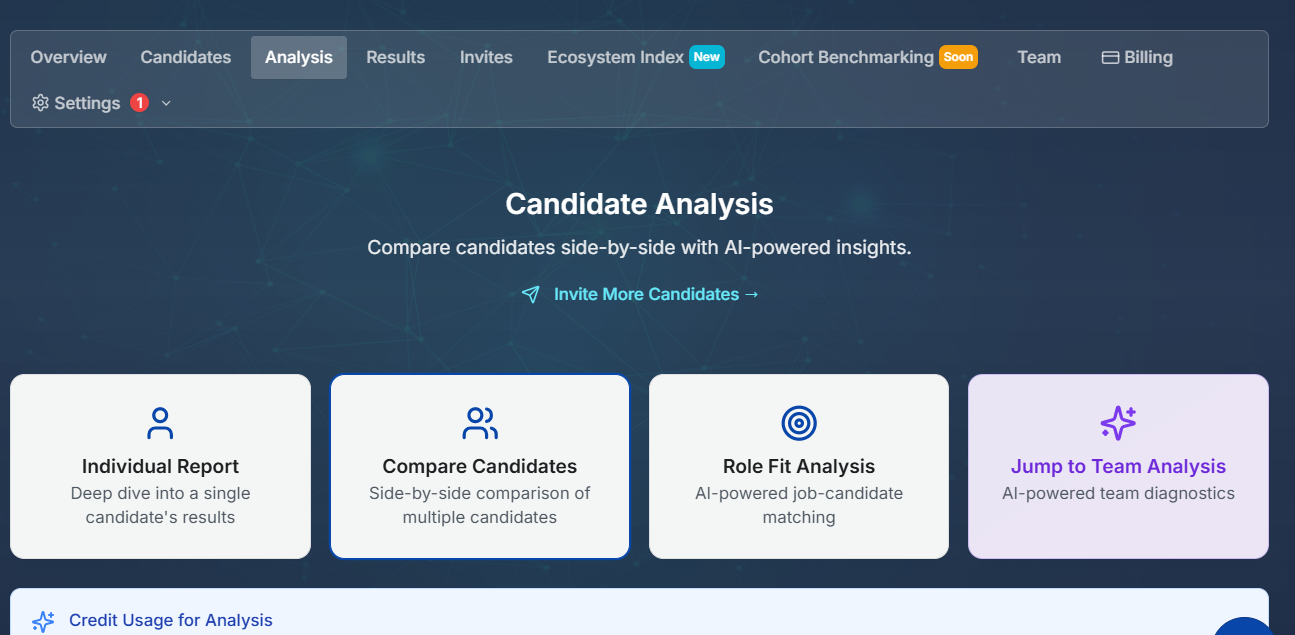 Overview Candidates Analysis Results Invites Ecosystem Index New Cohort Benchmarking Soon Team Billing
Settings 1
Candidate Analysis
Compare candidates side-by-side with AI-powered insights.
Invite More Candidates →
Individual Report
Deep dive into a single
candidate's results
Compare Candidates
Side-by-side comparison of
multiple candidates
Role Fit Analysis
AI-powered job-candidate
matching
Jump to Team Analysis
AI-powered team diagnostics
Credit Usage for Analysis